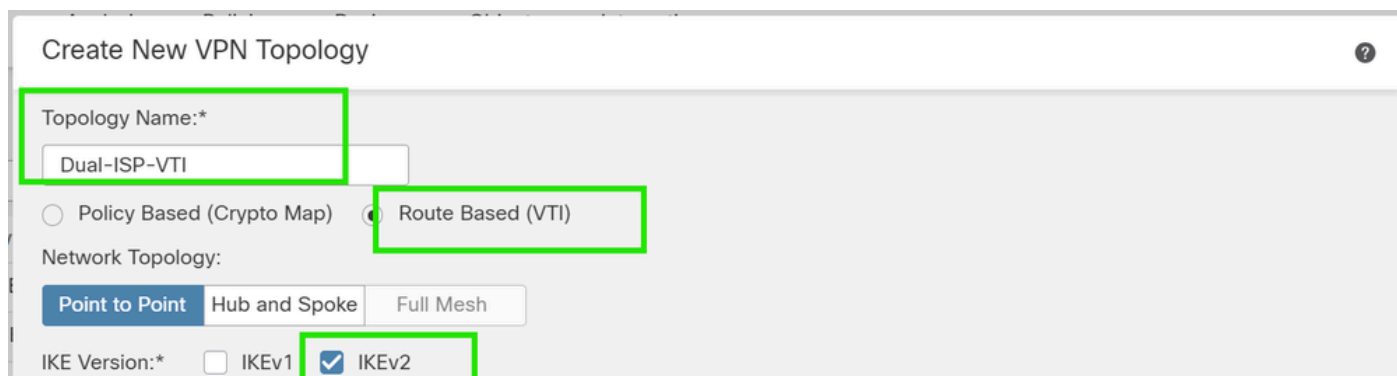 Create New VPN Topology
?
Topology Name:*
Dual-ISP-VTI
Policy Based (Crypto Map) Route Based (VTI)
Network Topology:
Point to Point Hub and Spoke Full Mesh
IKE Version:* IKEv1 IKEv2